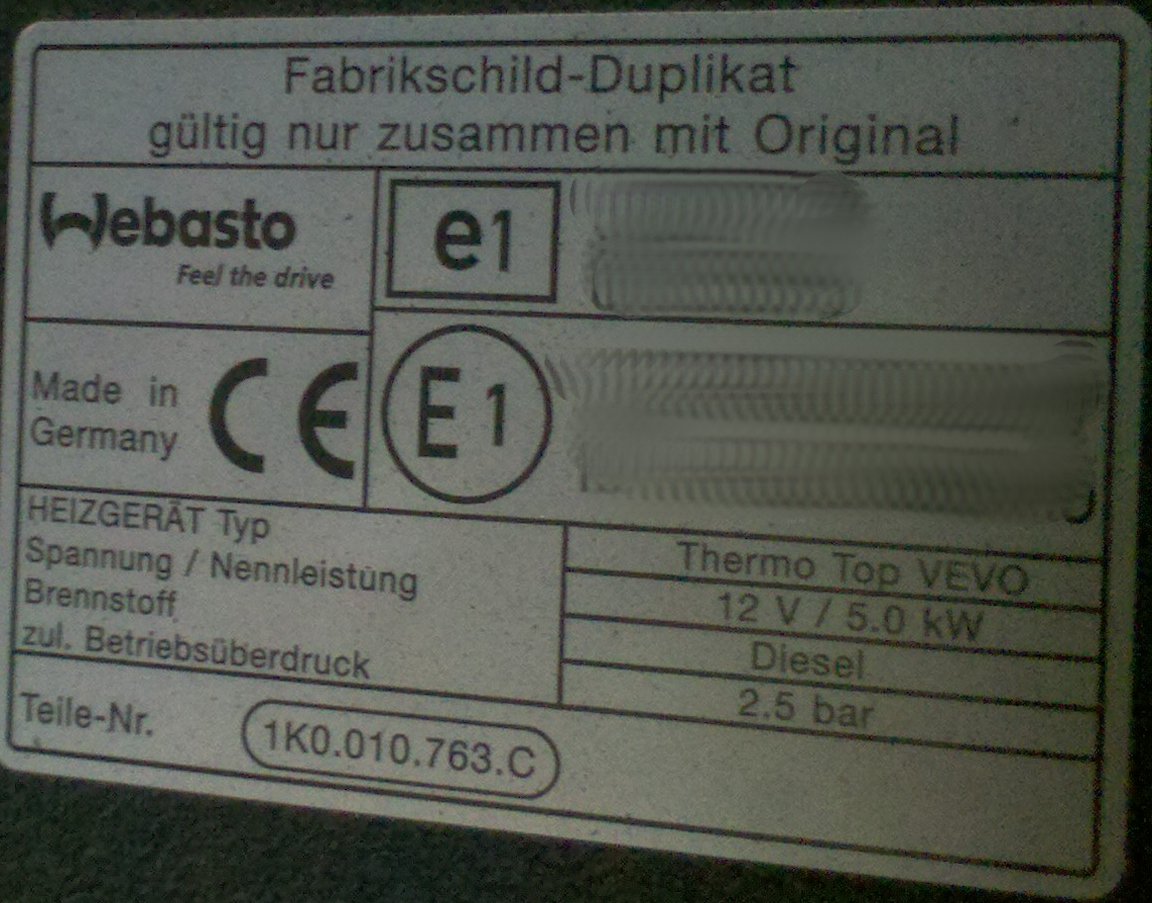 Fabrikschild-Duplikat
gültig nur zusammen mit Original
Webasto
Feel the drive
e1
Made in
Germany
CE
E1
HEIZGERÄT Typ
Thermo Top VEVO
Spannung / Nennleistung
12 V / 5.0 kW
Brennstoff
Diesel
zul. Betriebsüberdruck
2.5 bar
Teile-Nr.
1K0.010.763.C